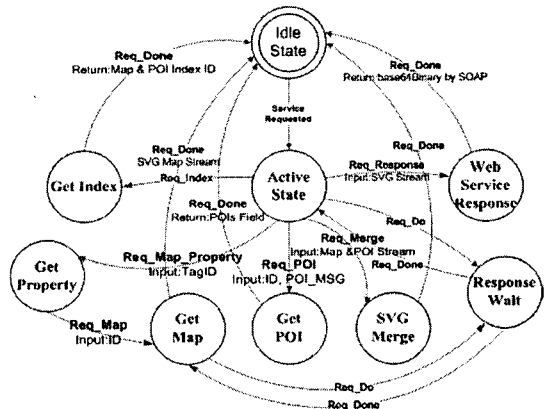 Idle
State
Req_Done
Return:Map & POI Index ID
Req_Done
Return:base64Binary by SOAP
Service
Requested
Req_Done
SVG Map Stream
Req_Done
Get Index
Req_Index
Active
State
Req_Response
Input:SVG Stream
Web
Service
Response
Req_Done
Return:POIs Field
Req_Do
Req_Merge
Input:Map &POI Stream
Req_Map_Property
Input:TagID
Req_POI
Input:ID, POI_MSG
Req_Done
Get
Property
Response
Wait
Req_Map
Input:ID
Get
Map
Get
POI
SVG
Merge
Req_Do
Req_Done